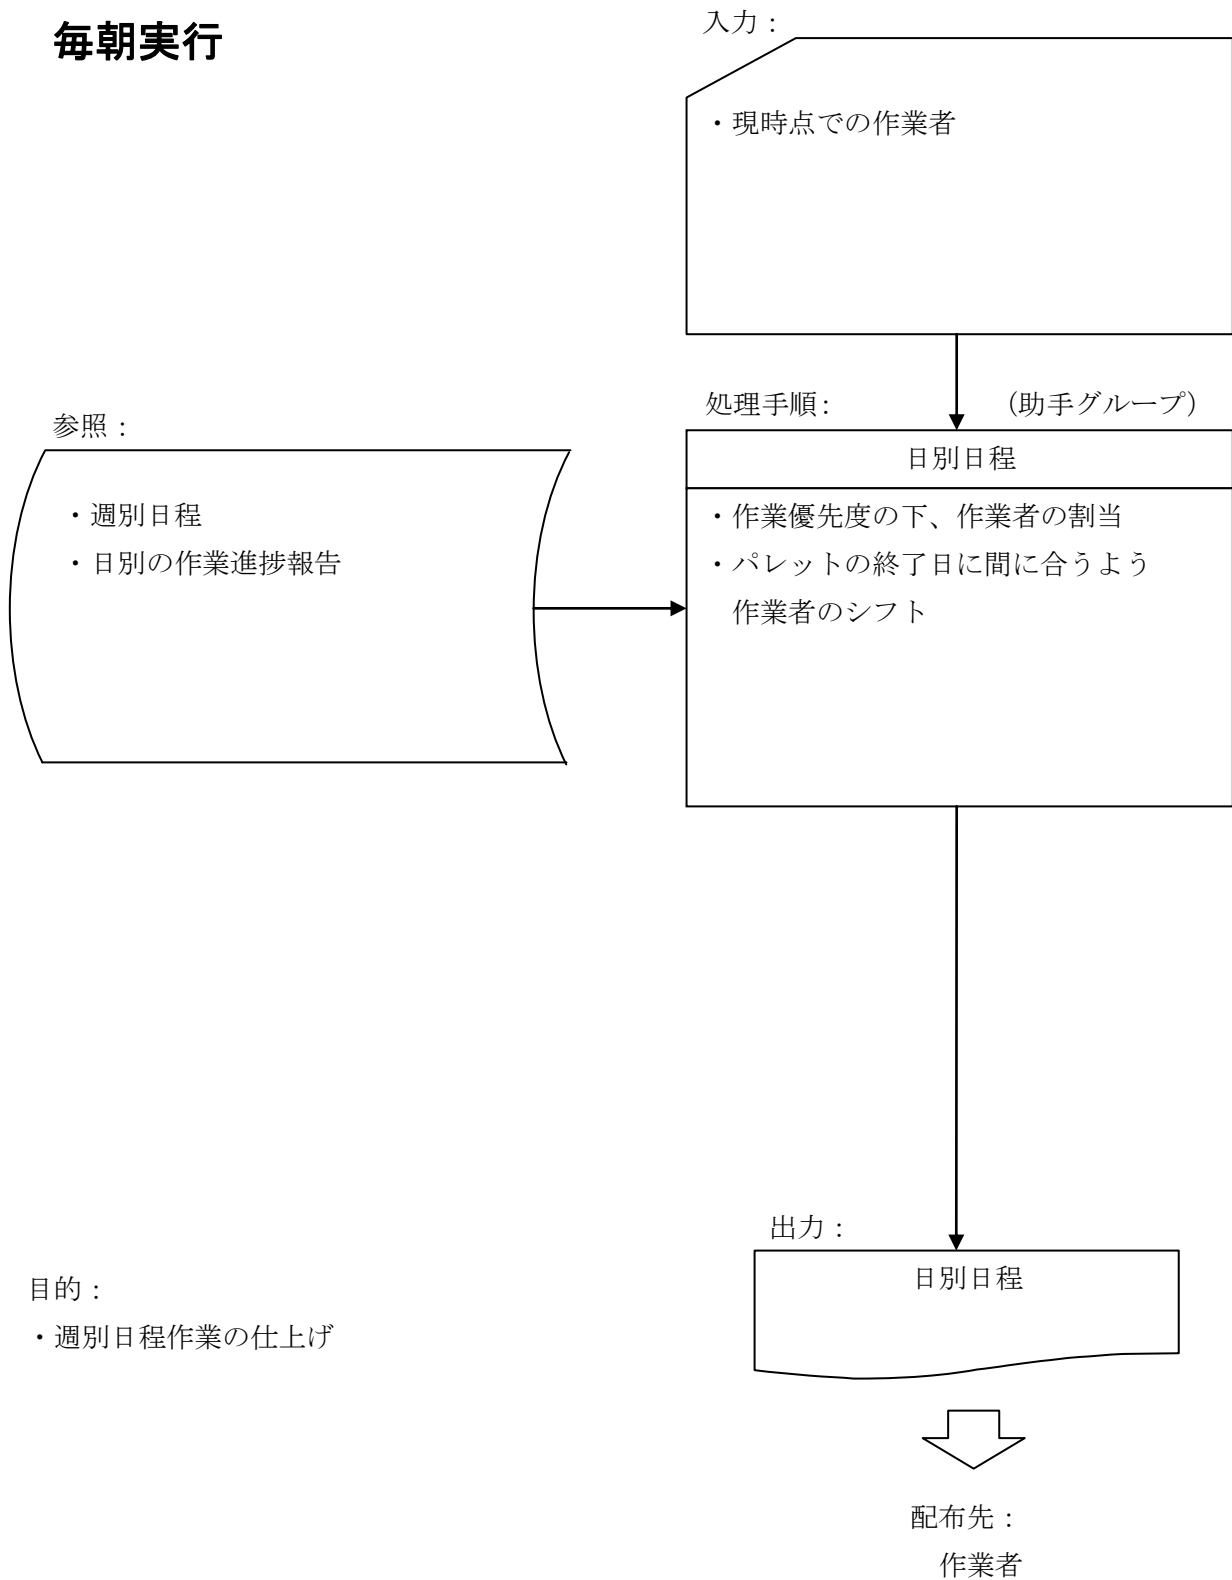 毎朝実行
入力：
・現時点での作業者
処理手順：
（助手グループ）
参照：
・週別日程
・日別の作業進捗報告
日別日程
・作業優先度の下、作業者の割当
・パレットの終了日に間に合うよう
作業者のシフト
出力：
日別日程
目的：
・週別日程作業の仕上げ
配布先：
作業者